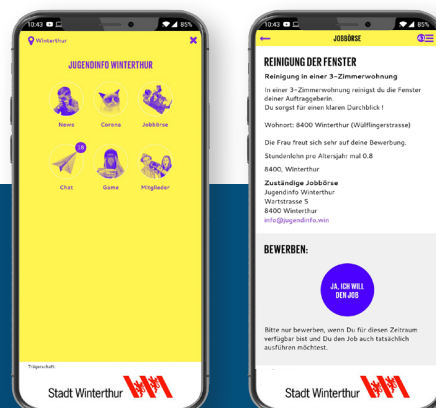 10:43
85%
Winterthur
JUGENDINFO WINTERTHUR
News
Corona
Jobbörse
18
Chat
Game
Mitglieder
Trägerschaft:
Stadt Winterthur
10:43
85%
JOBBÖRSE
REINIGUNG DER FENSTER
Reinigung in einer 3-Zimmerwohnung
In einer 3-Zimmerwohnung reinigst du die Fenster
deiner Auftraggeberin.
Du sorgst für einen klaren Durchblick !
Wohnort: 8400 Winterthur (Wülflingerstrasse)
Die Frau freut sich sehr auf deine Bewerbung.
Stundenlohn pro Altersjahr mal 0.8
8400, Winterthur
Zuständige Jobbörse
Jugendinfo Winterthur
Wartstrasse 5
8400 Winterthur
info@jugendinfo.win
BEWERBEN:
JA, ICH WILL
DEN JOB
Bitte nur bewerben, wenn Du für diesen Zeitraum
verfügbar bist und Du den Job auch tatsächlich
ausführen möchtest.
Stadt Winterthur